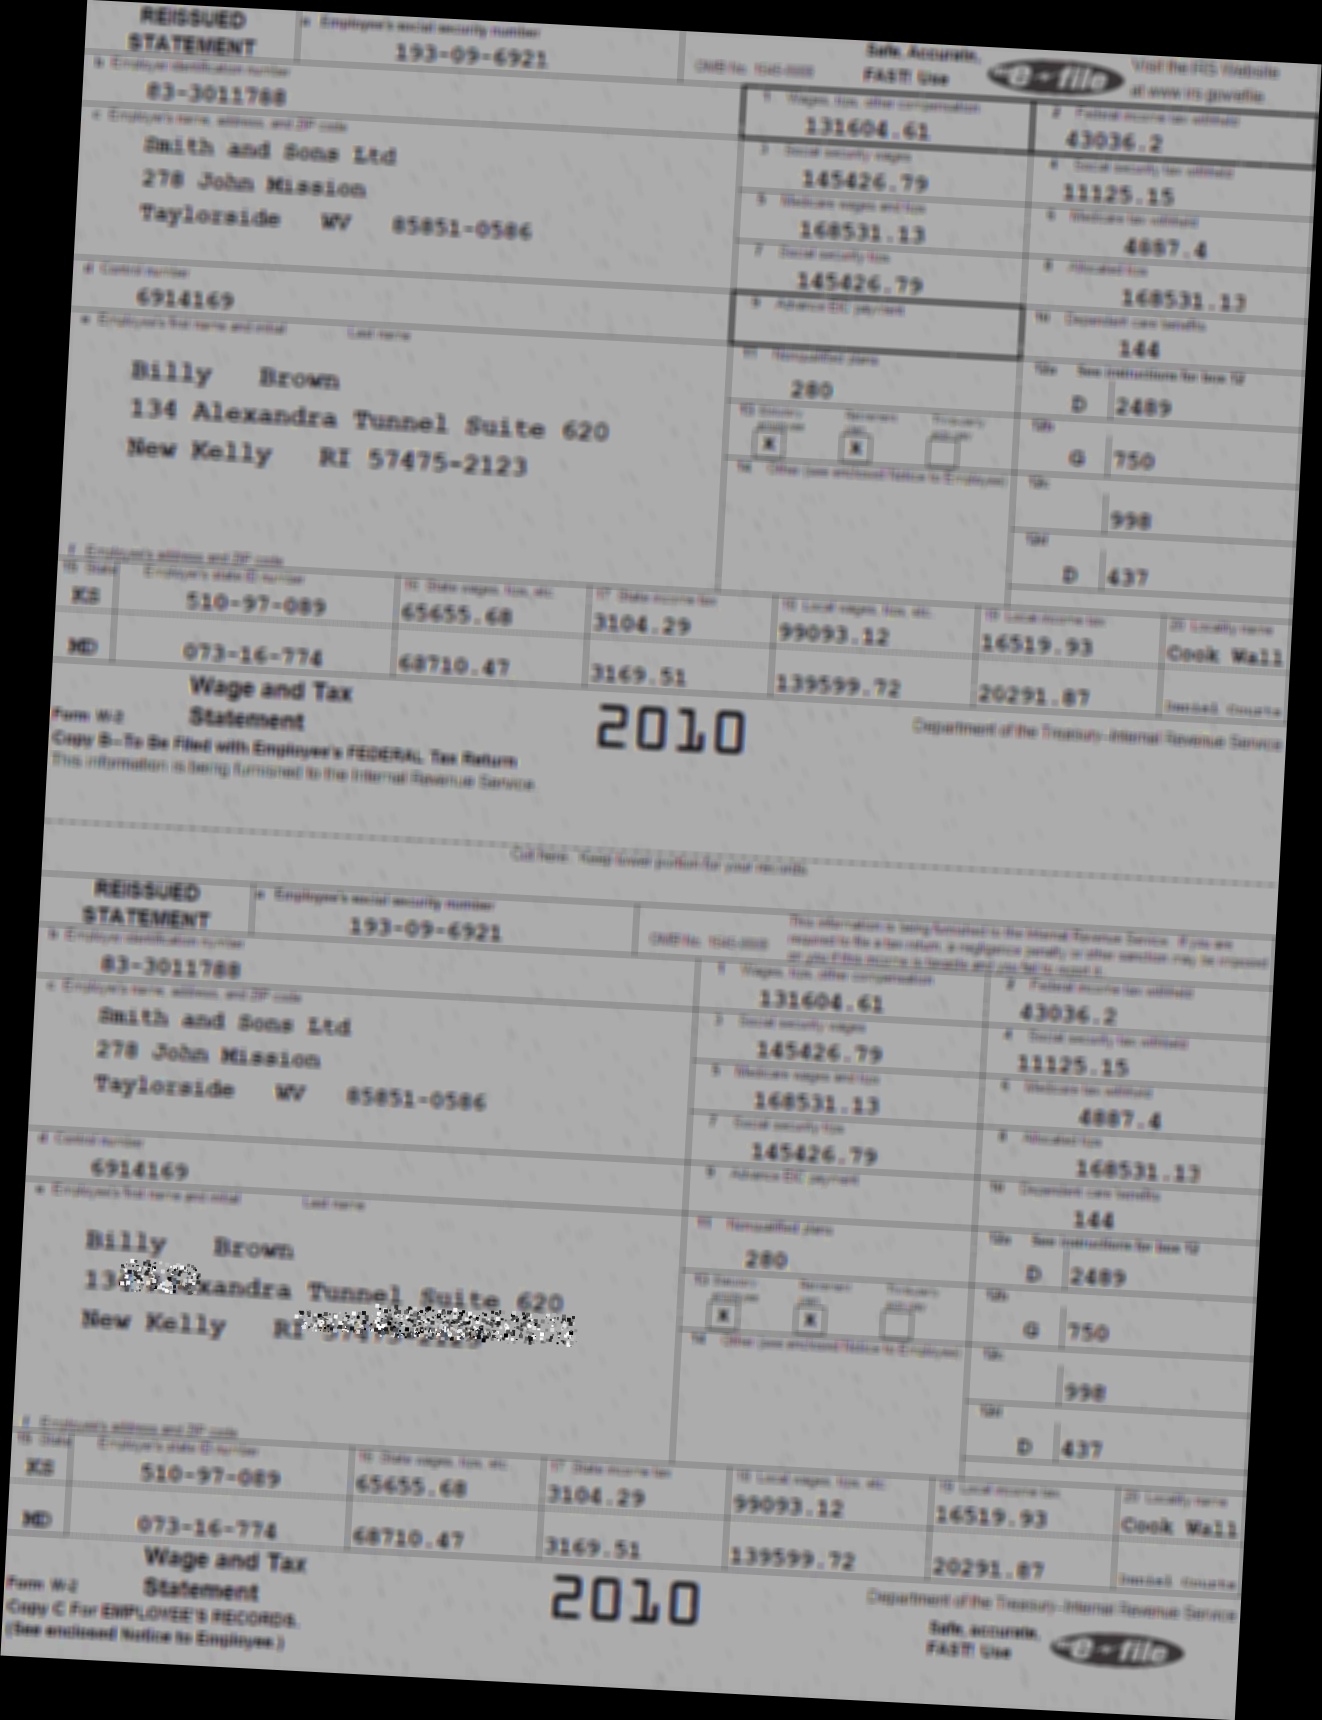 REISSUED STATEMENT
a Employee's social security number
193-09-6921
OMB No. 1545-0008
Safe, Accurate, FAST! Use
e-file
Visit the IRS Website at www.irs.gov/efile.
b Employer identification number
83-3011788
1 Wages, tips, other compensation
131604.61
2 Federal income tax withheld
43036.2
c Employer's name, address, and ZIP code
Smith and Sons Ltd
278 John Mission
Taylorside WV 85851-0586
3 Social security wages
145426.79
4 Social security tax withheld
11125.15
5 Medicare wages and tips
168531.13
6 Medicare tax withheld
4887.4
7 Social security tips
145426.79
8 Allocated tips
168531.13
d Control number
6914169
9 Advance EIC payment
10 Dependent care benefits
144
e Employee's first name and initial Last name
Billy Brown
134 Alexandra Tunnel Suite 620
New Kelly RI 57475-2123
11 Nonqualified plans
280
12a See instructions for box 12
D 2489
12b
G 750
X X
14 Other (see enclosed Notice to Employee)
12c
998
12d
D 437
f Employee's address and ZIP code
15 State Employer's state ID number
16 State wages, tips, etc.
17 State income tax
18 Local wages, tips, etc.
19 Local income tax
20 Locality name
KS 510-97-089 65655.68 3104.29 99093.12 16519.93 Cook Wall
MD 073-16-774 68710.47 3169.51 139599.72 20291.87
Wage and Tax Statement
Form W-2
2010
Department of the Treasury-Internal Revenue Service
Copy B-To Be Filed with Employee's FEDERAL Tax Return
This information is being furnished to the Internal Revenue Service.
Cut here. Keep lower portion for your records.
REISSUED STATEMENT
a Employee's social security number
193-09-6921
OMB No. 1545-0008
This information is being furnished to the Internal Revenue Service. If you are
required to file a tax return, a negligence penalty or other sanction may be imposed
on you if this income is taxable and you fail to report it.
b Employer identification number
83-3011788
1 Wages, tips, other compensation
131604.61
2 Federal income tax withheld
43036.2
c Employer's name, address, and ZIP code
Smith and Sons Ltd
278 John Mission
Taylorside WV 85851-0586
3 Social security wages
145426.79
4 Social security tax withheld
11125.15
5 Medicare wages and tips
168531.13
6 Medicare tax withheld
4887.4
7 Social security tips
145426.79
8 Allocated tips
168531.13
d Control number
6914169
9 Advance EIC payment
10 Dependent care benefits
144
e Employee's first name and initial Last name
Billy Brown
Tunnel Suite 620
New Kelly RI
11 Nonqualified plans
280
12a See instructions for box 12
D 2489
12b
G 750
X X
14 Other (see enclosed Notice to Employee)
12c
998
12d
D 437
f Employee's address and ZIP code
15 State Employer's state ID number
16 State wages, tips, etc.
17 State income tax
18 Local wages, tips, etc.
19 Local income tax
20 Locality name
KS 510-97-089 65655.68 3104.29 99093.12 16519.93 Cook Wall
MD 073-16-774 68710.47 3169.51 139599.72 20291.87
Wage and Tax Statement
Form W-2
2010
Department of the Treasury-Internal Revenue Service
Copy C For EMPLOYEE'S RECORDS.
(See enclosed Notice to Employee.)
Safe, accurate, FAST! Use
e-file